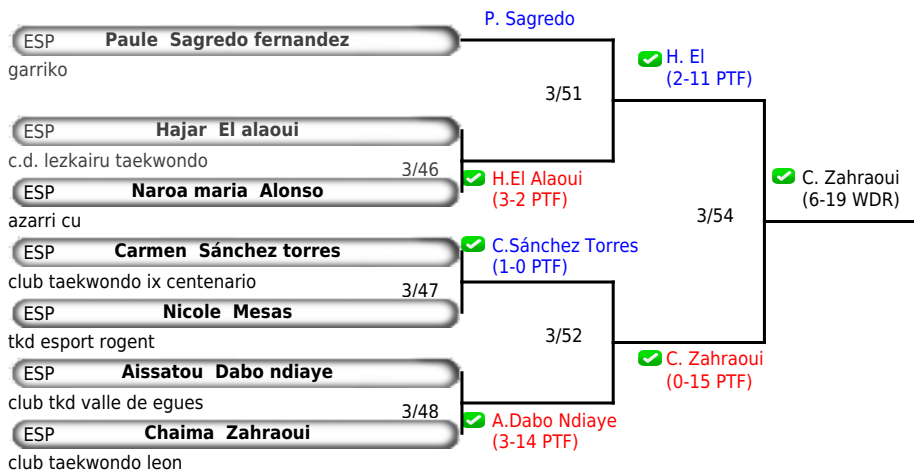 P. Sagredo
ESP Paule Sagredo fernandez
garriko
H. El
(2-11 PTF)
3/51
ESP Hajar El alaoui
c.d. lezkairu taekwondo
3/46
H.El Alaoui
(3-2 PTF)
ESP Naroa maria Alonso
azarri cu
C. Zahraoui
(6-19 WDR)
3/54
ESP Carmen Sánchez torres
club taekwondo ix centenario
C.Sánchez Torres
(1-0 PTF)
3/47
ESP Nicole Mesas
tkd esport rogent
3/52
ESP Aissatou Dabo ndiaye
club tkd valle de egues
C. Zahraoui
(0-15 PTF)
3/48
A.Dabo Ndiaye
(3-14 PTF)
ESP Chaima Zahraoui
club taekwondo leon